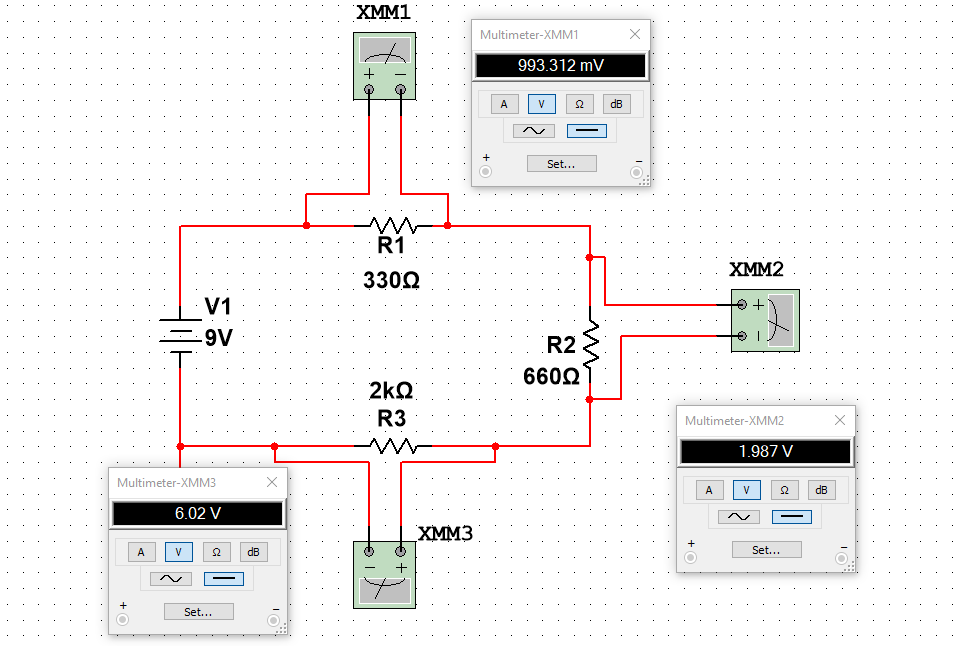 XMM1
+ −
Multimeter-XMM1
993.312 mV
A V Ω dB
+ Set... −
R1
330Ω
V1
9V
XMM2
+
−
R2
660Ω
2kΩ
R3
Multimeter-XMM3
6.02 V
A V Ω dB
+ Set... −
XMM3
− +
Multimeter-XMM2
1.987 V
A V Ω dB
+ Set... −